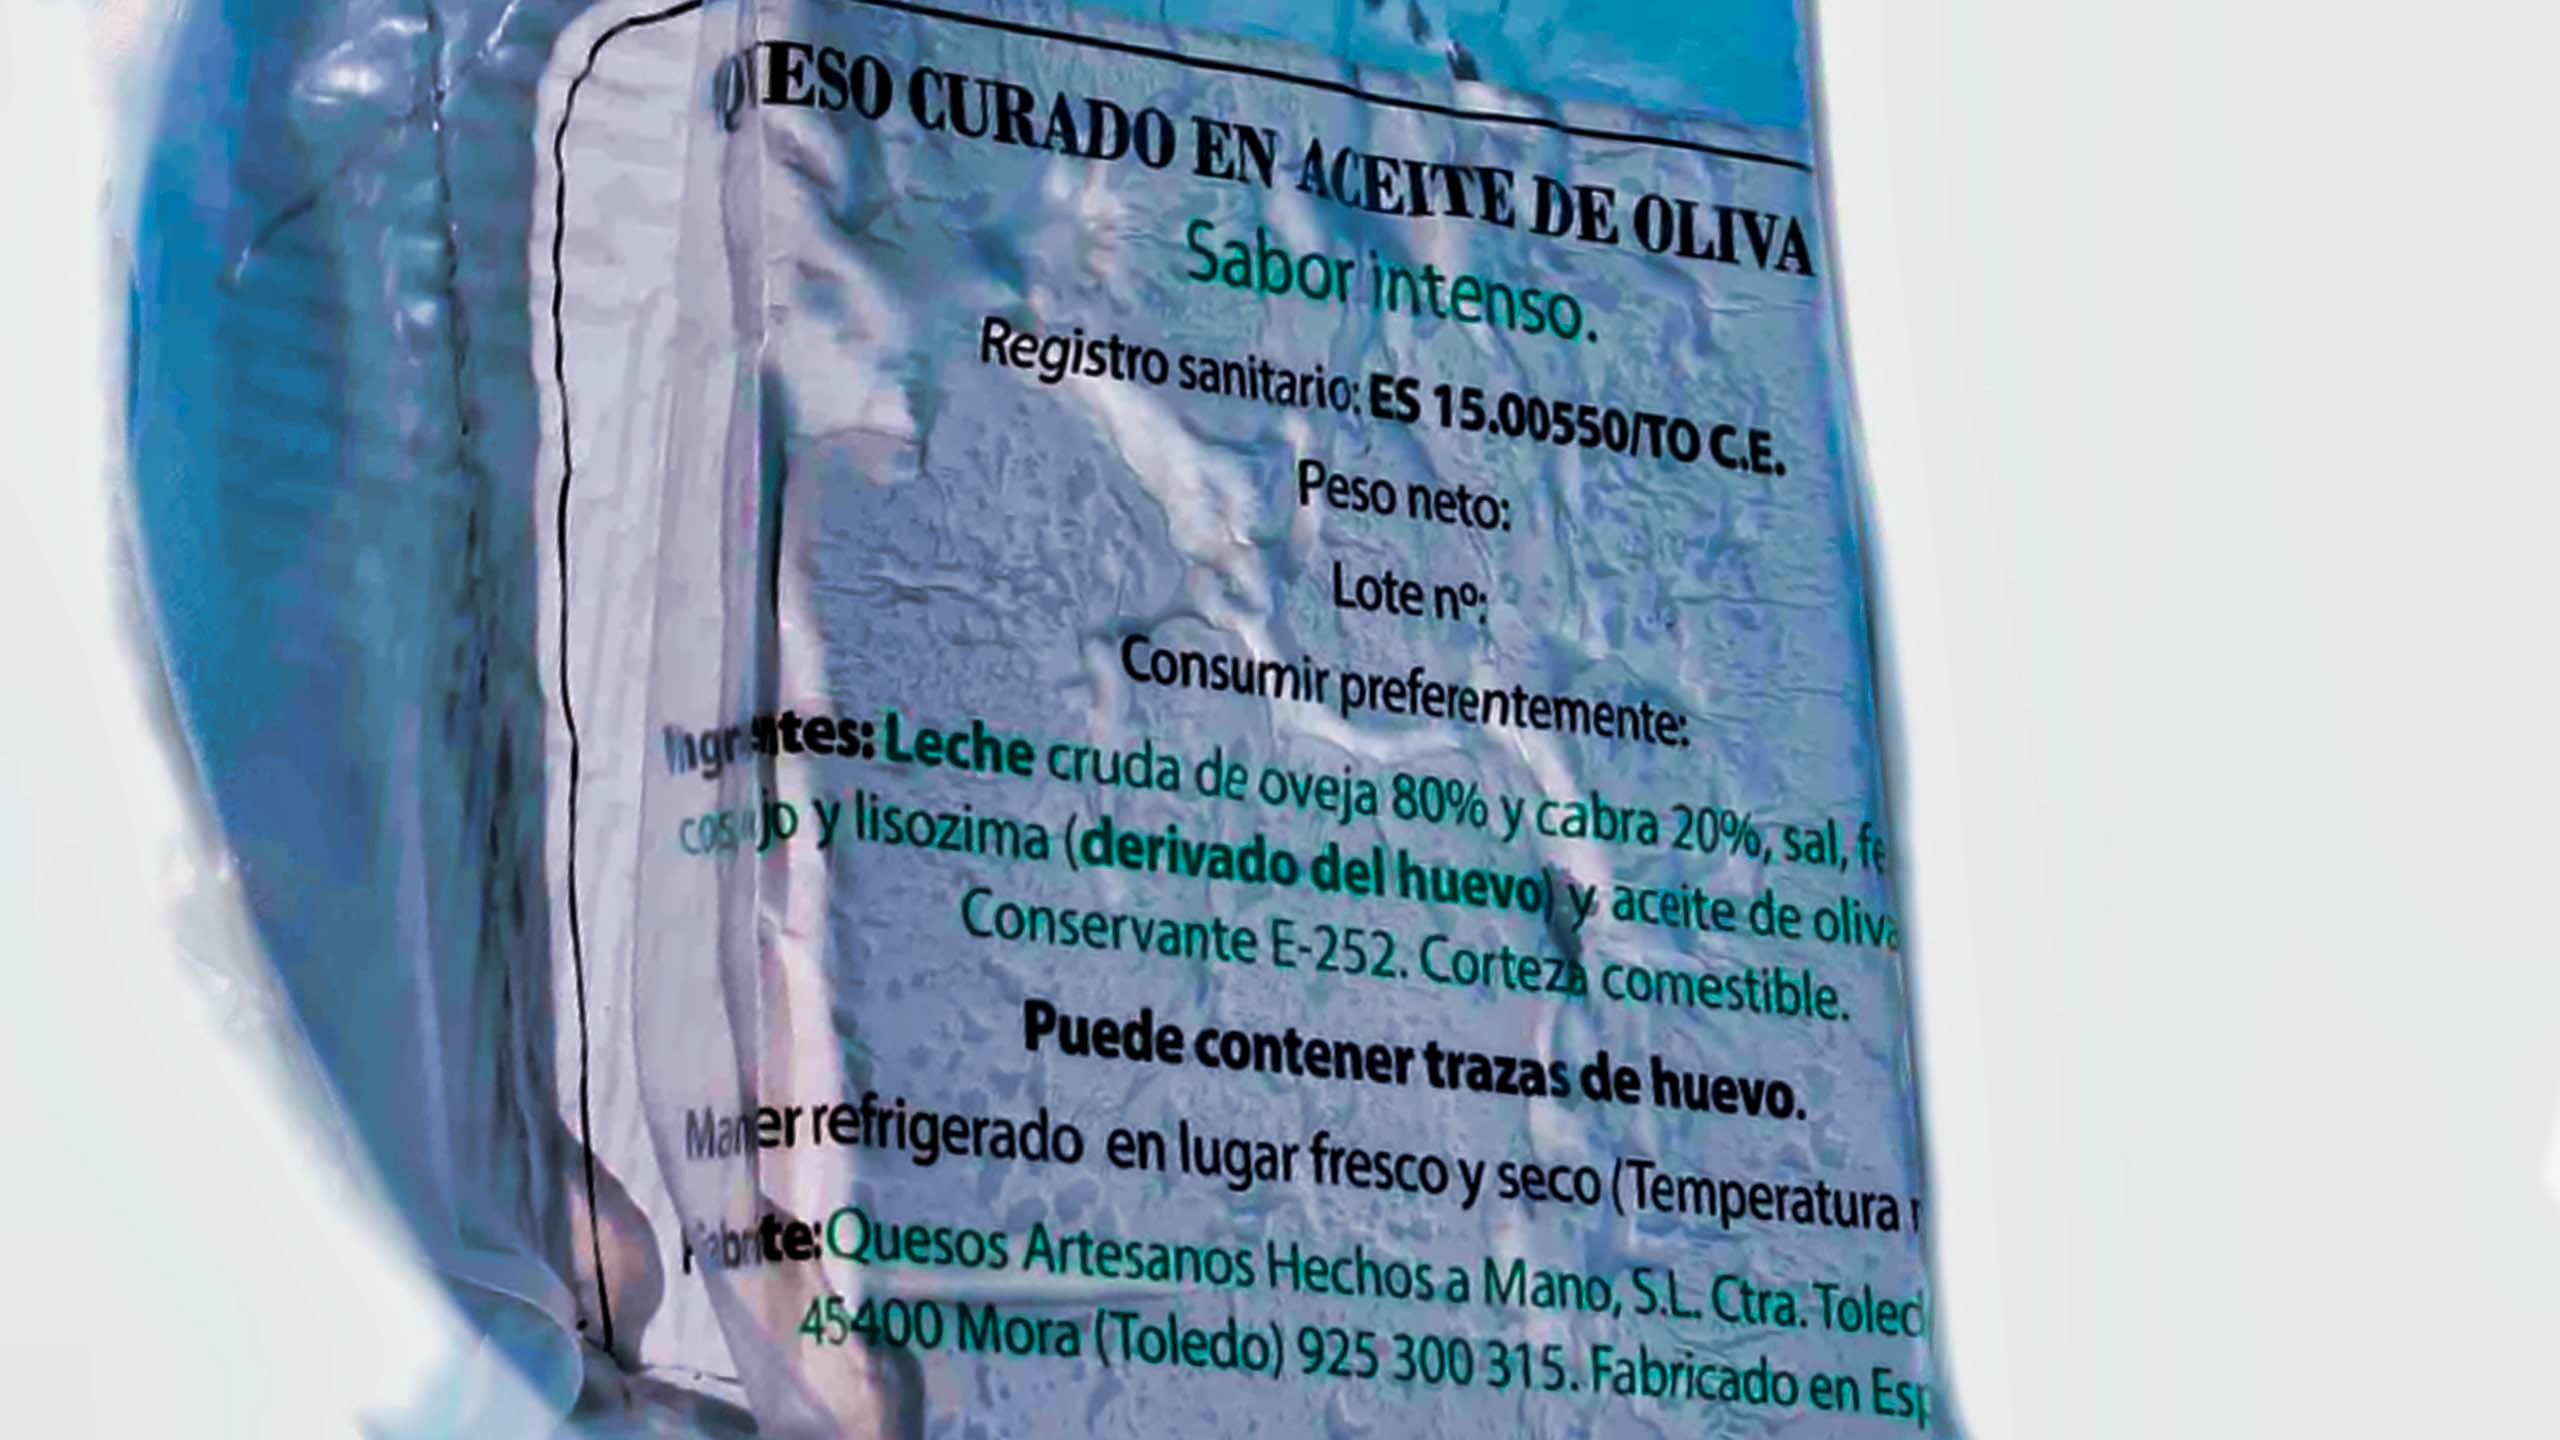 QUESO CURADO EN ACEITE DE OLIVA
Sabor intenso.
Registro sanitario: ES 15.00550/TO C.E.
Peso neto:
Lote nº:
Consumir preferentemente:
Leche cruda de oveja 80% y cabra 20%, sal,
y lisozima (derivado del huevo) y aceite de oliva
Conservante E-252. Corteza comestible.
Puede contener trazas de huevo.
refrigerado en lugar fresco y seco (Temperatura
Quesos Artesanos Hechos a Mano, S.L. Ctra.
45400 Mora (Toledo) 925 300 315. Fabricado en